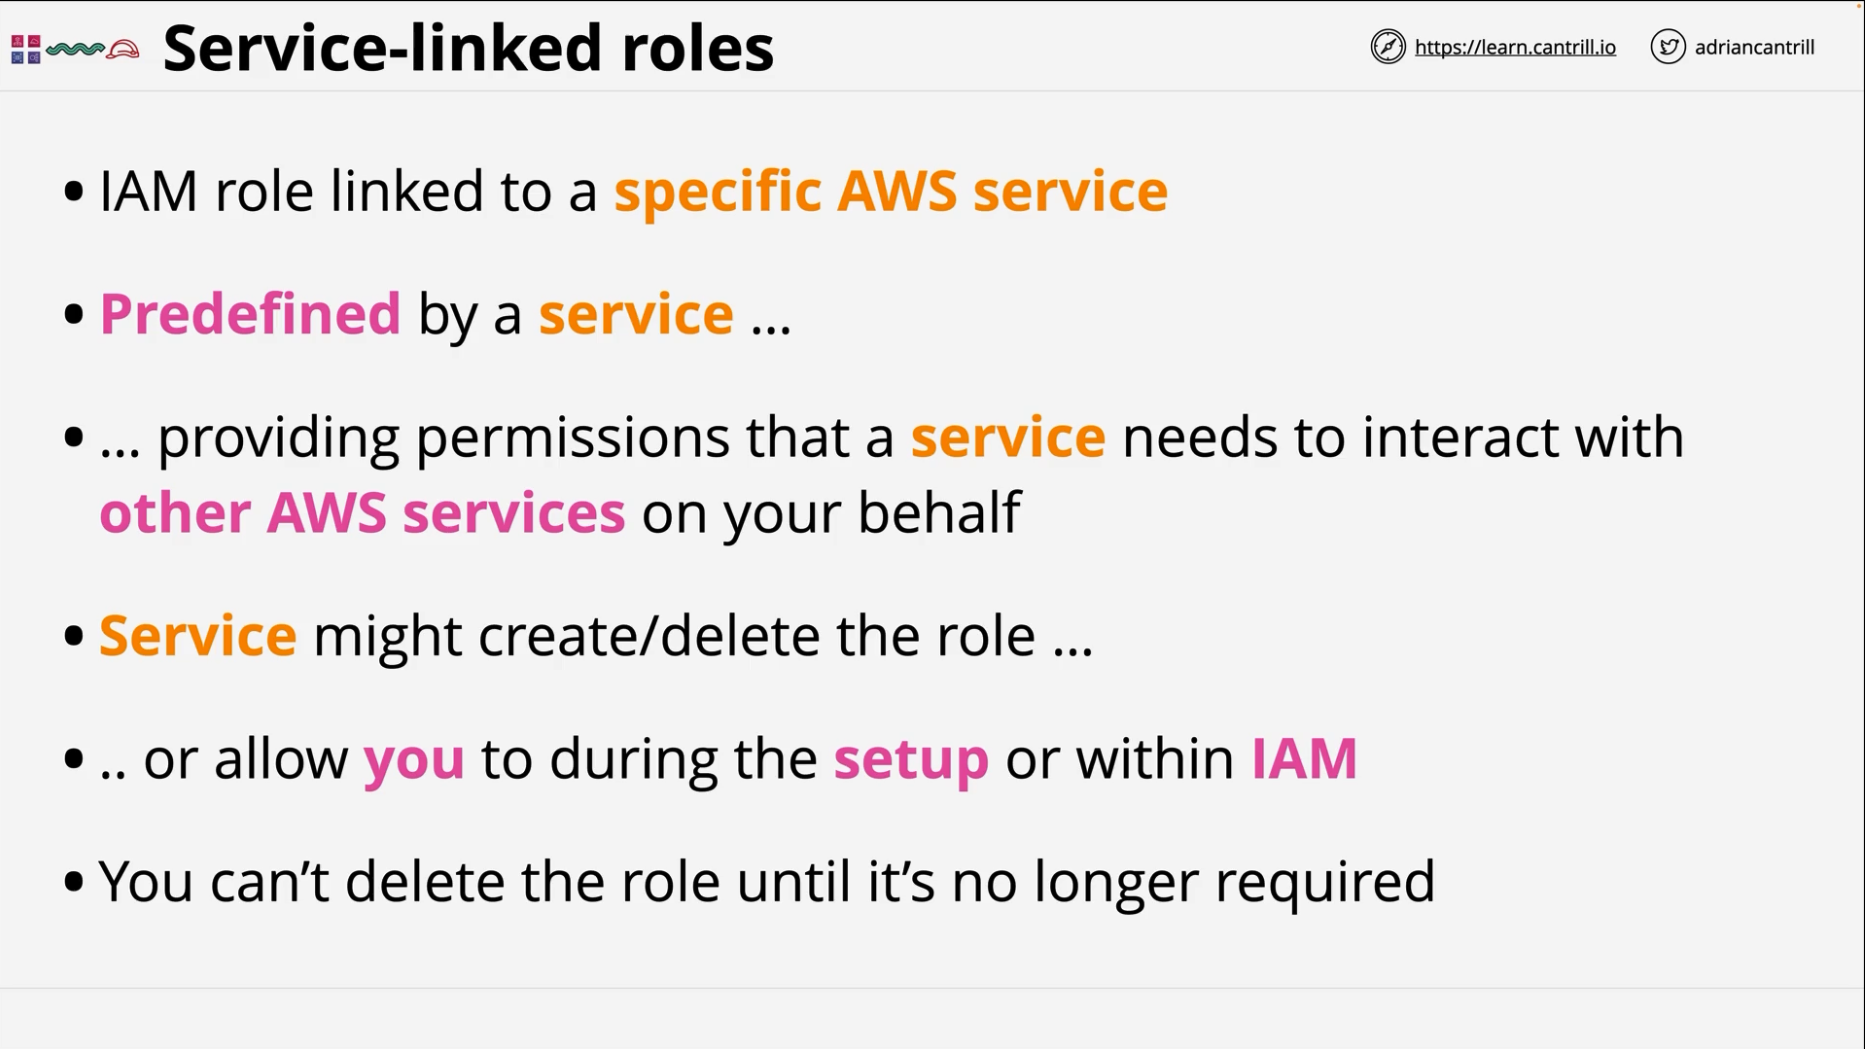 Service-linked roles
https://learn.cantrill.io
adriancantrill
• IAM role linked to a specific AWS service
• Predefined by a service ...
• ... providing permissions that a service needs to interact with
other AWS services on your behalf
• Service might create/delete the role ...
• .. or allow you to during the setup or within IAM
• You can’t delete the role until it’s no longer required